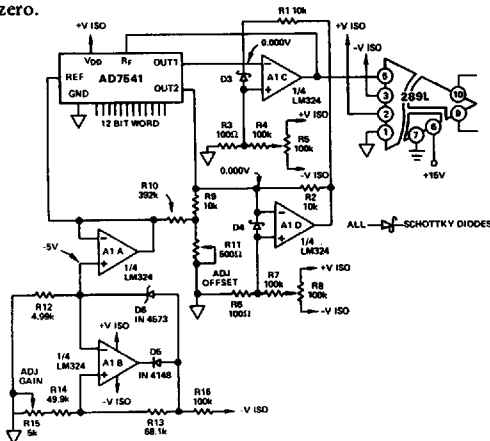 zero.
R1 10k
+V ISO
+V ISO
-V ISO
VDD
RF
OUT1
0.000V
REF
AD7541
GND
OUT2
12 BIT WORD
D3
A1 C
1/4
LM324
R3
100Ω
R4
100k
+V ISO
R5
100k
-V ISO
289L
6
3
2
1
7
8
10
9
+15V
0.000V
R10
392k
R9
10k
R2
10k
D4
A1 D
1/4
LM324
ALL
SCHOTTKY DIODES
-5V
A1 A
1/4
LM324
R11
500Ω
ADJ
OFFSET
R6
100Ω
R7
100k
+V ISO
R8
100k
-V ISO
R12
4.99k
D6
IN 4573
+V ISO
1/4
LM324
A1 B
D5
IN 4148
-V ISO
ADJ
GAIN
R14
49.9k
R15
5k
R13
68.1k
R16
100k
-V ISO